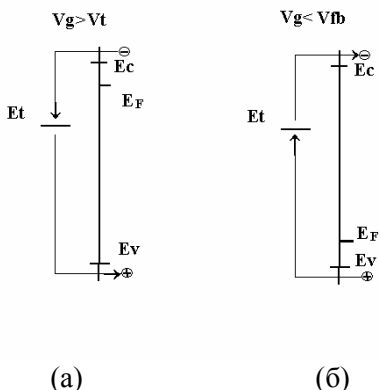 Vg>Vt
Vg< Vfb
⊖
Ec
E_F
Et
Ev
⊕
⊖
Ec
Et
E_F
Ev
⊕
(а)
(б)